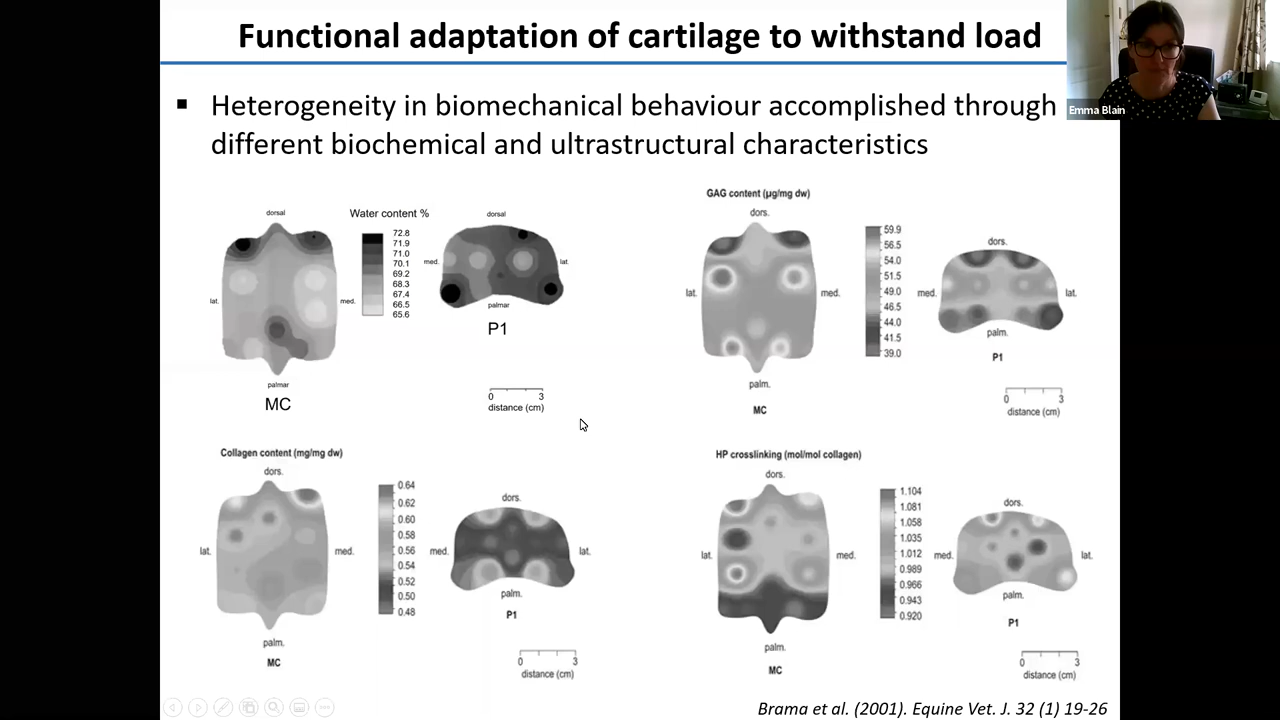 Functional adaptation of cartilage to withstand load
Emma Blain
▪ Heterogeneity in biomechanical behaviour accomplished through
different biochemical and ultrastructural characteristics
dorsal
Water content %
72.8
71.9
71.0
70.1
69.2
68.3
67.4
66.5
65.6
lat.
med.
palmar
MC
dorsal
med.
lat.
palmar
P1
0 3
distance (cm)
GAG content (µg/mg dw)
dors.
lat.
med.
palm.
MC
59.9
56.5
54.0
51.5
49.0
46.5
44.0
41.5
39.0
dors.
med.
lat.
palm.
P1
0 3
distance (cm)
Collagen content (mg/mg dw)
dors.
lat.
med.
palm.
MC
0.64
0.62
0.60
0.58
0.56
0.54
0.52
0.50
0.48
dors.
med.
lat.
palm.
P1
0 3
distance (cm)
HP crosslinking (mol/mol collagen)
dors.
lat.
med.
palm.
MC
1.104
1.081
1.058
1.035
1.012
0.989
0.966
0.943
0.920
dors.
med.
lat.
palm.
P1
0 3
distance (cm)
Brama et al. (2001). Equine Vet. J. 32 (1) 19-26